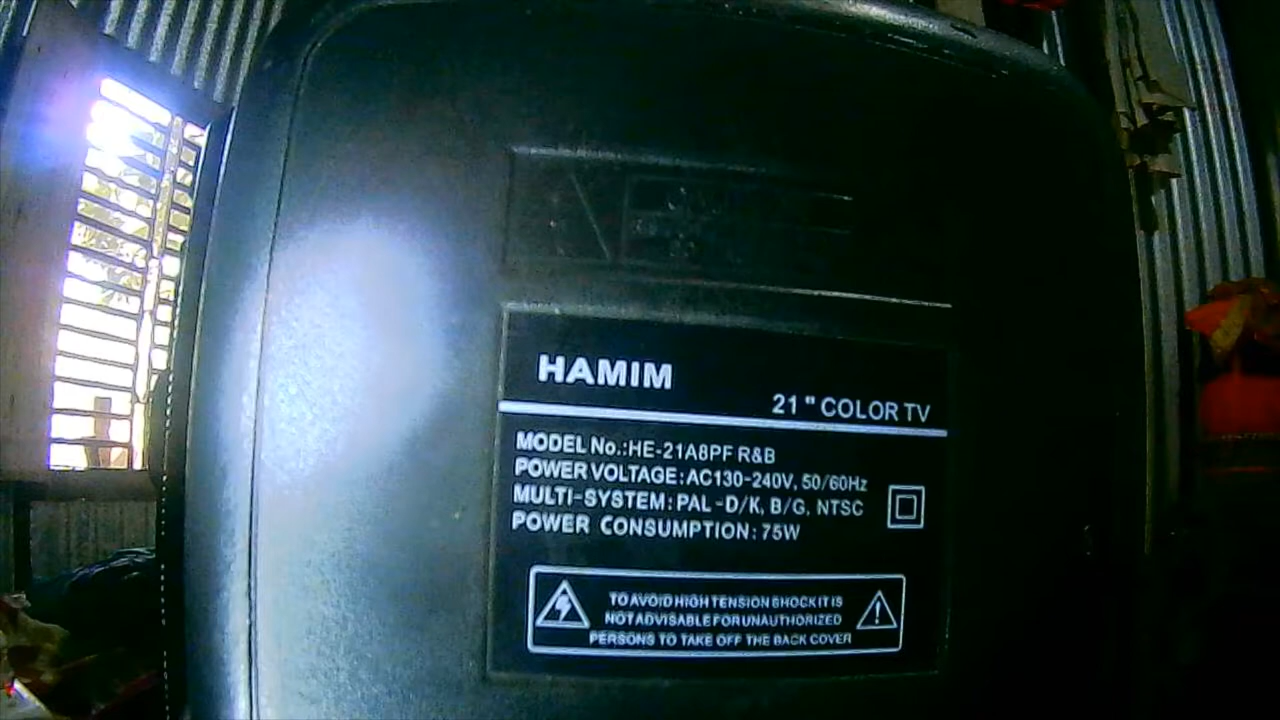 HAMIM
21" COLOR TV
MODEL No.:HE-21A8PF R&B
POWER VOLTAGE:AC130-240V, 50/60Hz
MULTI-SYSTEM: PAL-D/K, B/G, NTSC
POWER CONSUMPTION: 75W
TO AVOID HIGH TENSION SHOCK IT IS
NOT ADVISABLE FOR UNAUTHORIZED
PERSONS TO TAKE OFF THE BACK COVER